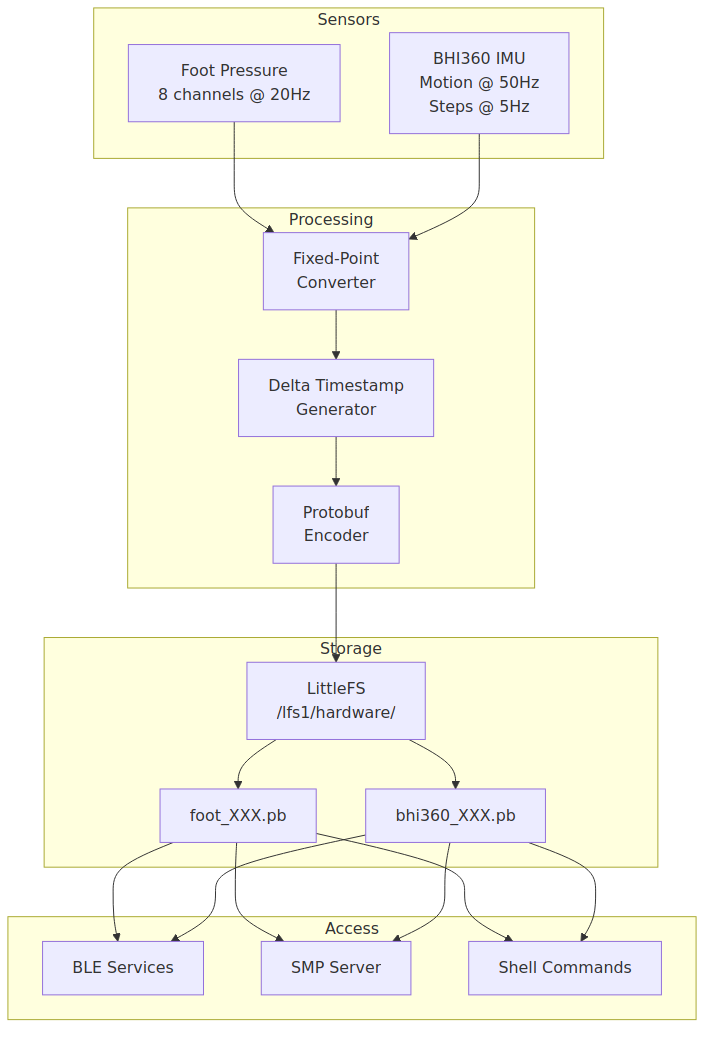 Sensors
Foot Pressure
8 channels @ 20Hz
BHI360 IMU
Motion @ 50Hz
Steps @ 5Hz
Processing
Fixed-Point
Converter
Delta Timestamp
Generator
Protobuf
Encoder
Storage
LittleFS
/lfs1/hardware/
foot_XXX.pb
bhi360_XXX.pb
Access
BLE Services
SMP Server
Shell Commands